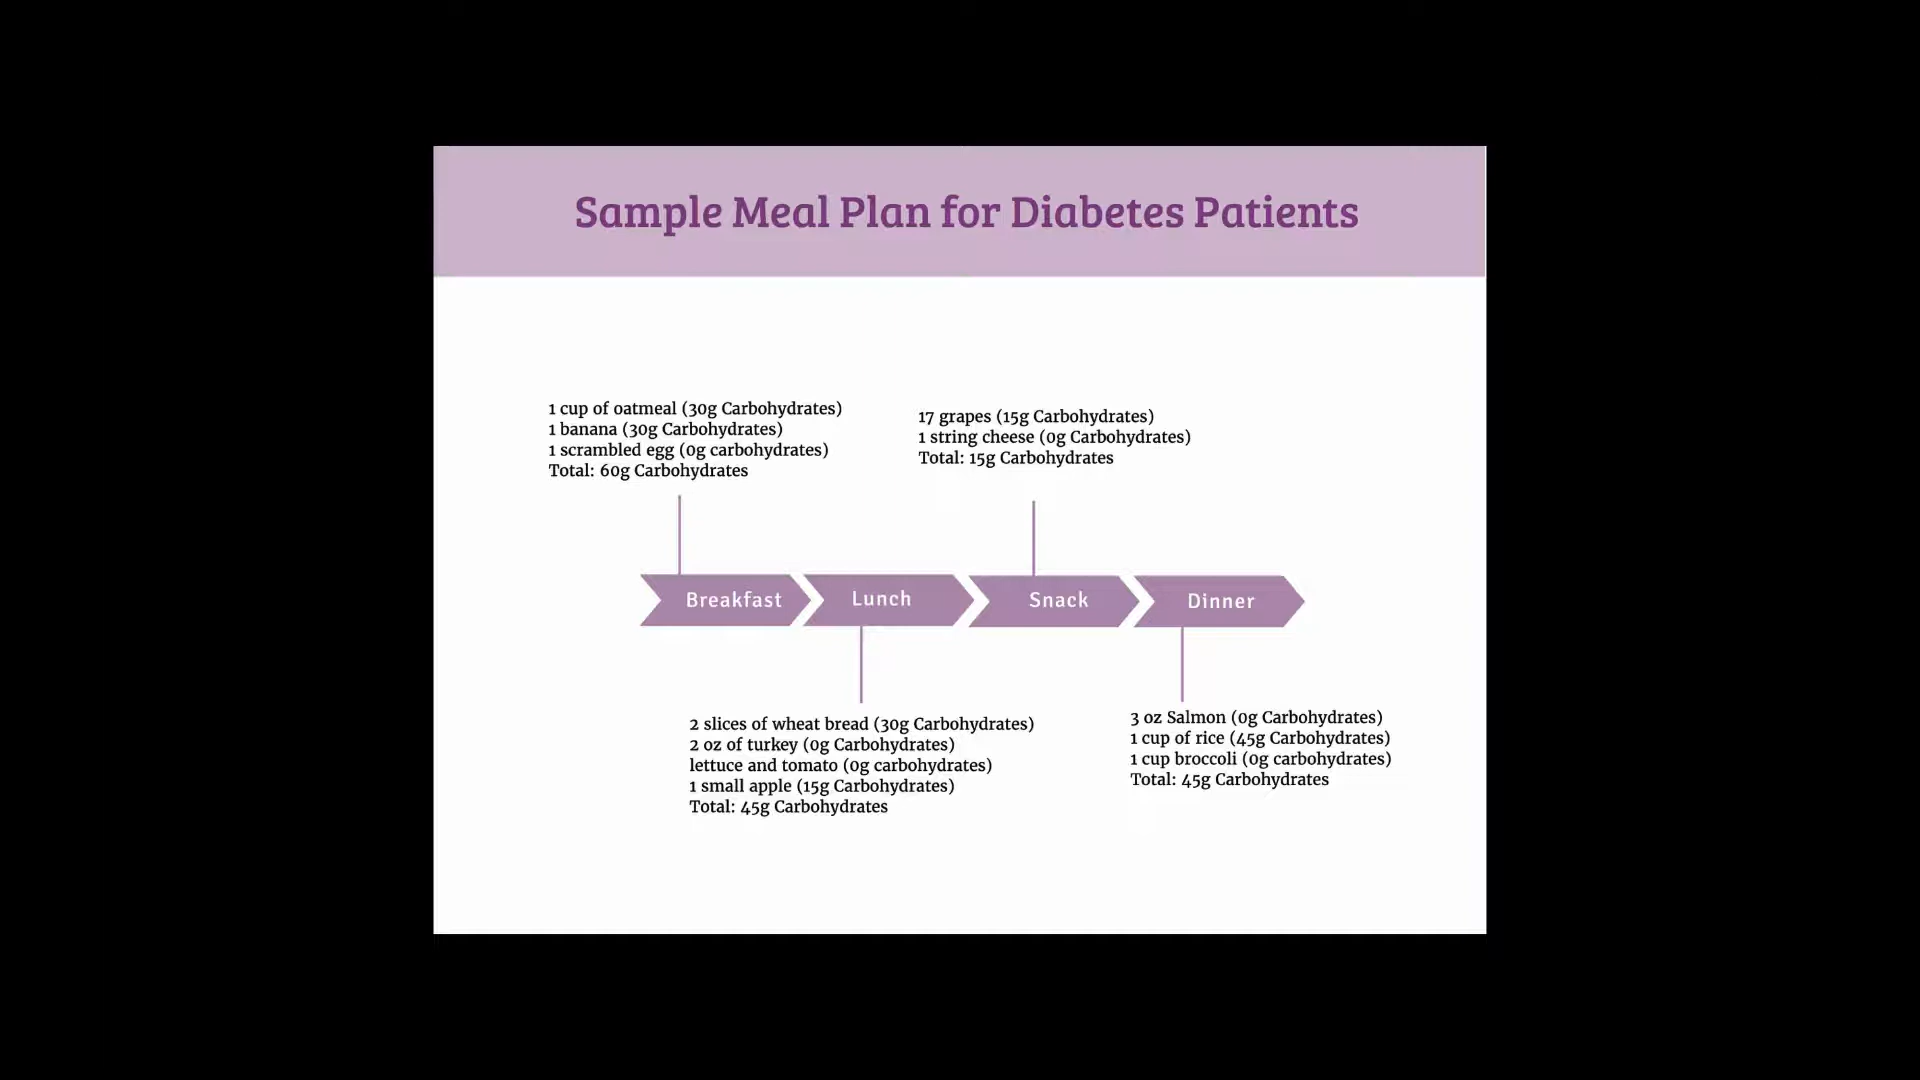 Sample Meal Plan for Diabetes Patients
1 cup of oatmeal (30g Carbohydrates)
1 banana (30g Carbohydrates)
1 scrambled egg (0g carbohydrates)
Total: 60g Carbohydrates
17 grapes (15g Carbohydrates)
1 string cheese (0g Carbohydrates)
Total: 15g Carbohydrates
Breakfast
Lunch
Snack
Dinner
2 slices of wheat bread (30g Carbohydrates)
2 oz of turkey (0g Carbohydrates)
lettuce and tomato (0g carbohydrates)
1 small apple (15g Carbohydrates)
Total: 45g Carbohydrates
3 oz Salmon (0g Carbohydrates)
1 cup of rice (45g Carbohydrates)
1 cup broccoli (0g carbohydrates)
Total: 45g Carbohydrates